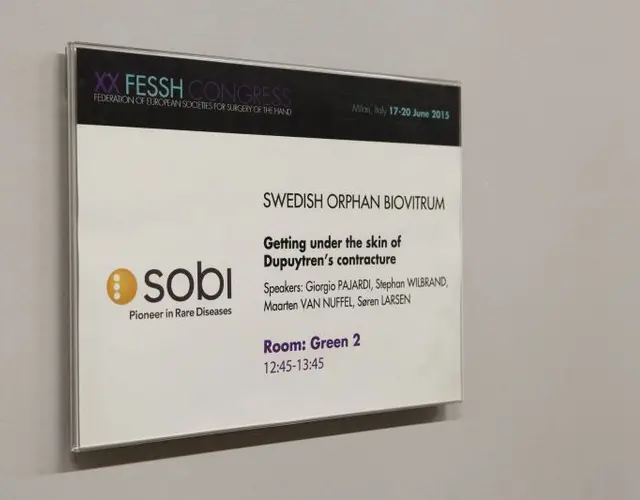 XX FESSH CONGRESS
FEDERATION OF EUROPEAN SOCIETIES FOR SURGERY OF THE HAND
Milan, Italy 17-20 June 2015
SWEDISH ORPHAN BIOVITRUM
Getting under the skin of
Dupuytren's contracture
Speakers: Giorgio PAJARDI, Stephan WILBRAND,
Maarten VAN NUFFEL, Søren LARSEN
sobi
Pioneer in Rare Diseases
Room: Green 2
12:45-13:45